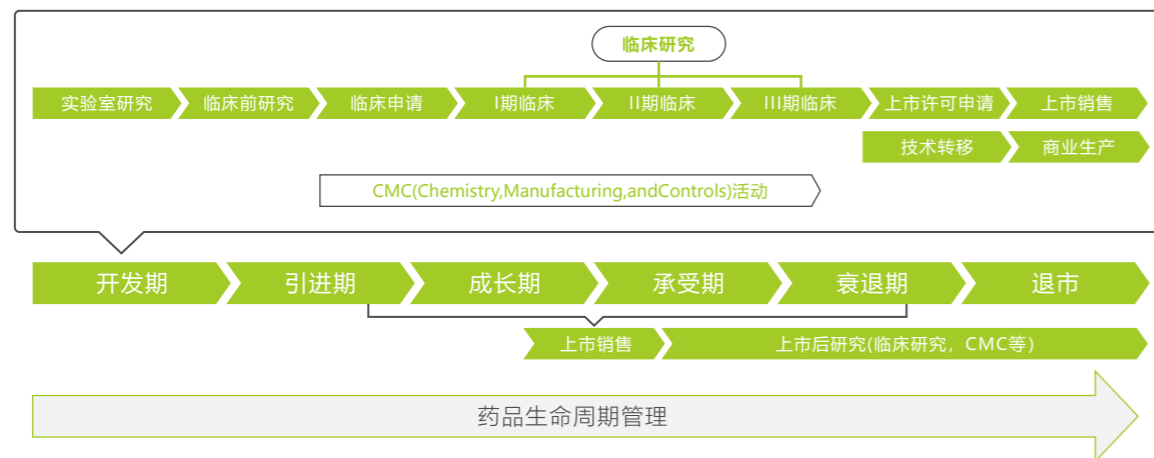 临床研究
实验室研究 临床前研究 临床申请 I期临床 II期临床 III期临床 上市许可申请 上市销售
技术转移 商业生产
CMC(Chemistry,Manufacturing,andControls)活动
开发期 引进期 成长期 承受期 衰退期 退市
上市销售 上市后研究(临床研究，CMC等)
药品生命周期管理